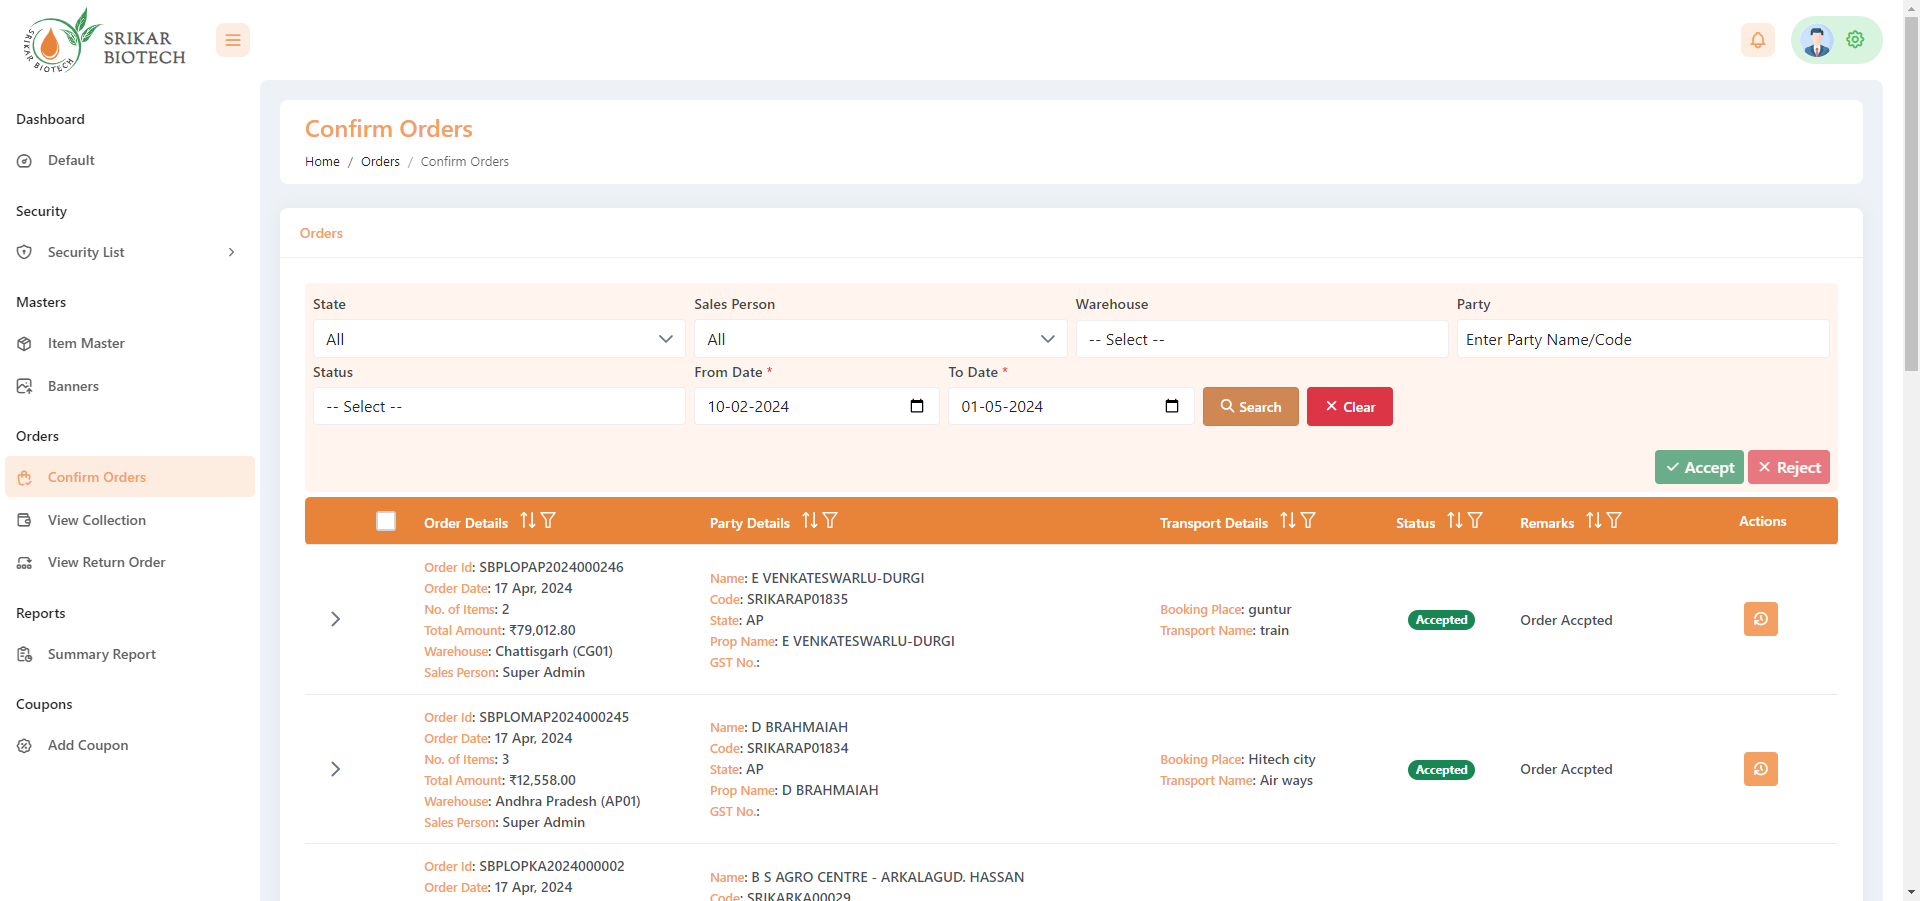 SRIKAR BIOTECH
SRIKAR
BIOTECH
Dashboard
Default
Security
Security List
Masters
Item Master
Banners
Orders
Confirm Orders
View Collection
View Return Order
Reports
Summary Report
Coupons
Add Coupon
Confirm Orders
Home / Orders / Confirm Orders
Orders
State Sales Person Warehouse Party
All All -- Select -- Enter Party Name/Code
Status From Date * To Date *
-- Select -- 10-02-2024 01-05-2024 Search Clear
Accept Reject
Order Details Party Details Transport Details Status Remarks Actions
Order Id: SBPLOPAP2024000246
Order Date: 17 Apr, 2024
No. of Items: 2
Total Amount: ₹79,012.80
Warehouse: Chattisgarh (CG01)
Sales Person: Super Admin
Name: E VENKATESWARLU-DURGI
Code: SRIKARAP01835
State: AP
Prop Name: E VENKATESWARLU-DURGI
GST No.:
Booking Place: guntur
Transport Name: train
Accepted
Order Accpted
Order Id: SBPLOMAP2024000245
Order Date: 17 Apr, 2024
No. of Items: 3
Total Amount: ₹12,558.00
Warehouse: Andhra Pradesh (AP01)
Sales Person: Super Admin
Name: D BRAHMAIAH
Code: SRIKARAP01834
State: AP
Prop Name: D BRAHMAIAH
GST No.:
Booking Place: Hitech city
Transport Name: Air ways
Accepted
Order Accpted
Order Id: SBPLOPKA2024000002
Order Date: 17 Apr, 2024
Name: B S AGRO CENTRE - ARKALAGUD. HASSAN
Code: SRIKARKA00029